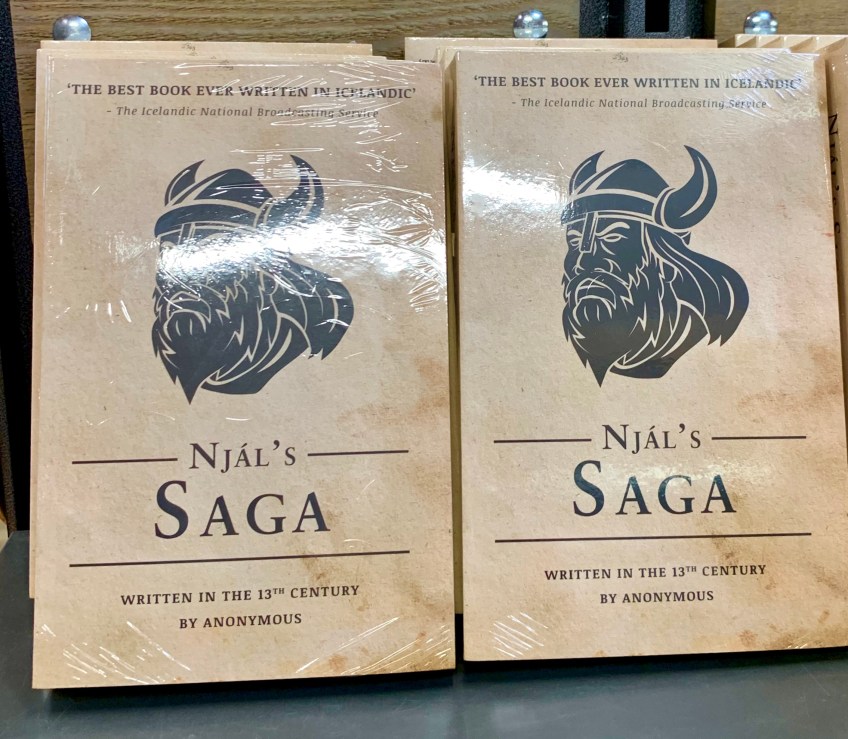 'THE BEST BOOK EVER WRITTEN IN ICELANDIC'
- The Icelandic National Broadcasting Service
NJÁL'S
SAGA
WRITTEN IN THE 13TH CENTURY
BY ANONYMOUS
'THE BEST BOOK EVER WRITTEN IN ICELANDIC'
- The Icelandic National Broadcasting Service
NJÁL'S
SAGA
WRITTEN IN THE 13TH CENTURY
BY ANONYMOUS